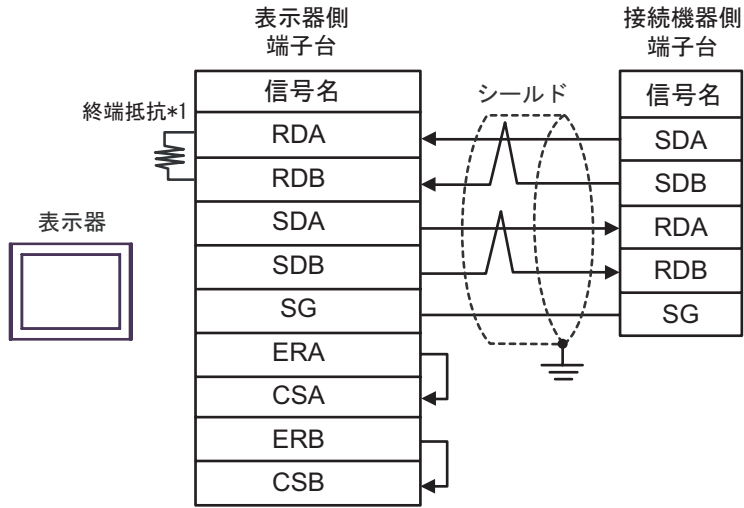 表示器側
端子台
接続機器側
端子台
終端抵抗*1
信号名
RDA
RDB
SDA
SDB
SG
ERA
CSA
ERB
CSB
シールド
信号名
SDA
SDB
RDA
RDB
SG
表示器